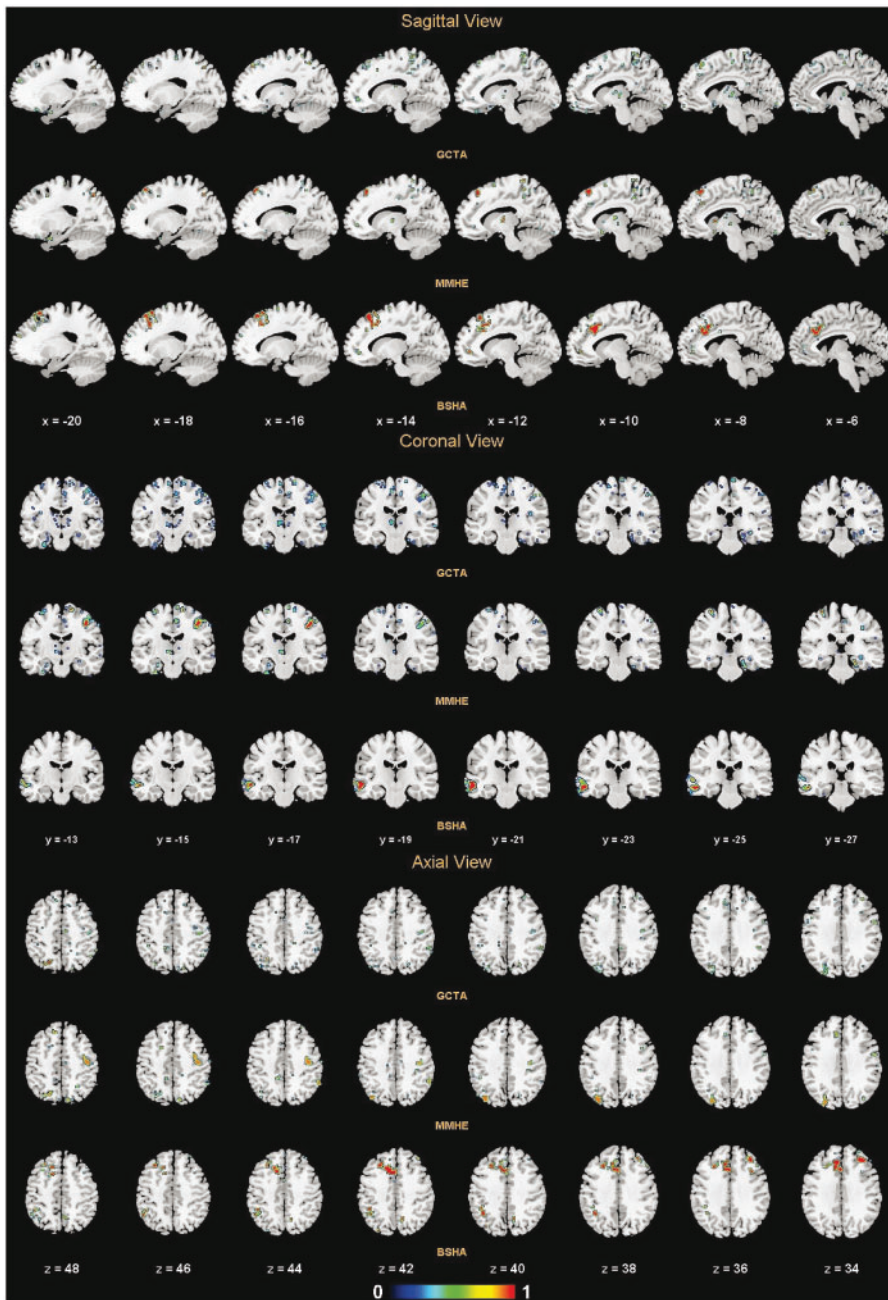 Sagittal View
GCTA
MMHE
BSHA
x = -20 x = -18 x = -16 x = -14 x = -12 x = -10 x = -8 x = -6
Coronal View
GCTA
MMHE
BSHA
y = -13 y = -15 y = -17 y = -19 y = -21 y = -23 y = -25 y = -27
Axial View
GCTA
MMHE
BSHA
z = 48 z = 46 z = 44 z = 42 z = 40 z = 38 z = 36 z = 34
0 1